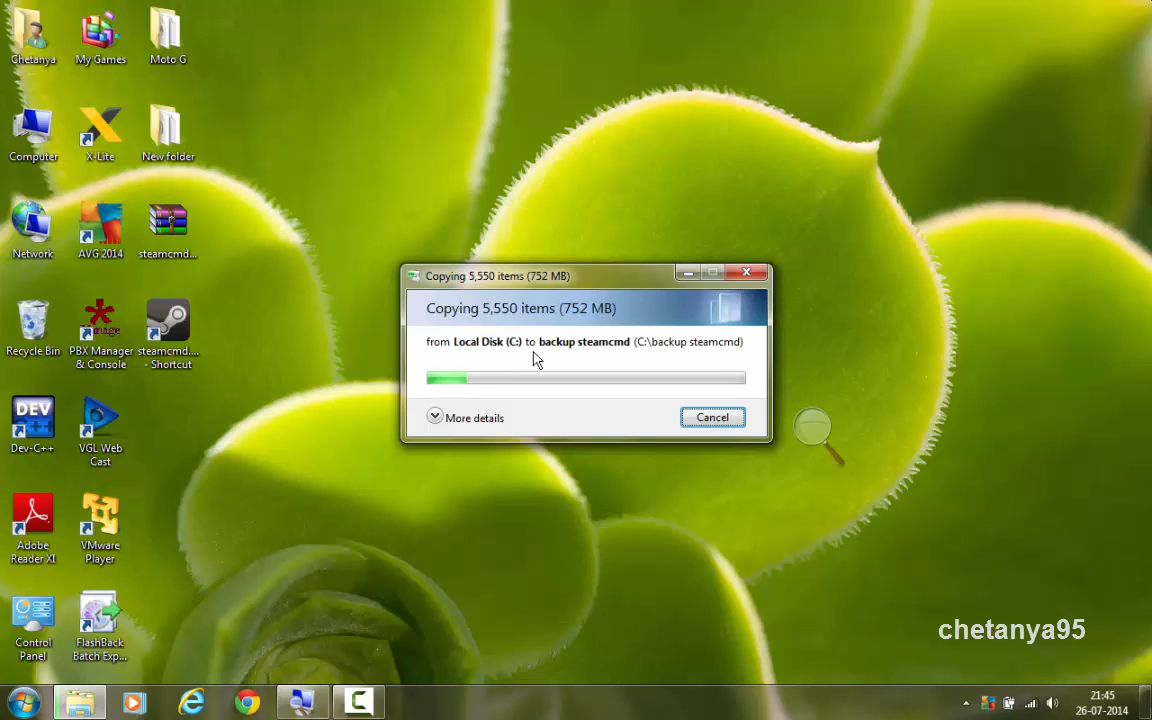 Chetanya
My Games
Moto G
Computer
X-Lite
New folder
Network
AVG 2014
steamcmd...
Recycle Bin
PBX Manager
& Console
steamcmd....
- Shortcut
DEV
Dev-C++
VGL Web
Cast
Adobe
Reader XI
VMware
Player
Control
Panel
FlashBack
Batch Exp...
Copying 5,550 items (752 MB)
Copying 5,550 items (752 MB)
from Local Disk (C:) to backup steamcmd (C:\backup steamcmd)
More details
Cancel
chetanya95
21:45
26-07-2014